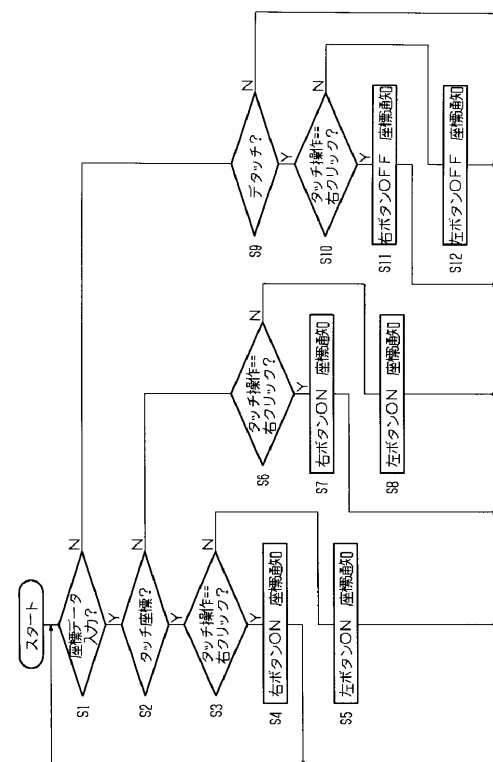 スタート
座標データ
入力？
S1
Y
N
タッチ座標？
S2
Y
N
タッチ操作==
右クリック？
S3
Y
N
右ボタンON 座標通知
S4
左ボタンON 座標通知
S5
タッチ操作==
右クリック？
S6
Y
N
右ボタンON 座標通知
S7
左ボタンON 座標通知
S8
デタッチ？
S9
Y
N
タッチ操作==
右クリック？
S10
Y
N
右ボタンOFF 座標通知
S11
左ボタンOFF 座標通知
S12